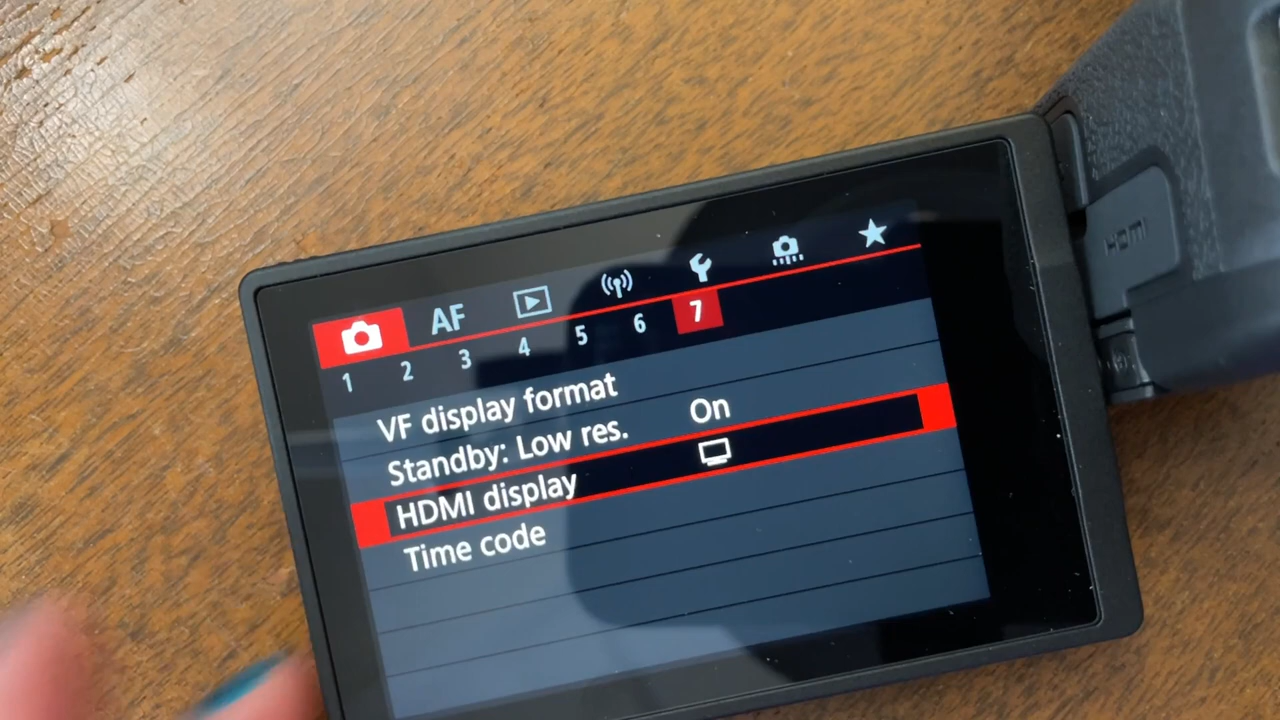 AF
1 2 3 4 5 6 7
VF display format
Standby: Low res. On
HDMI display
Time code
HDMI